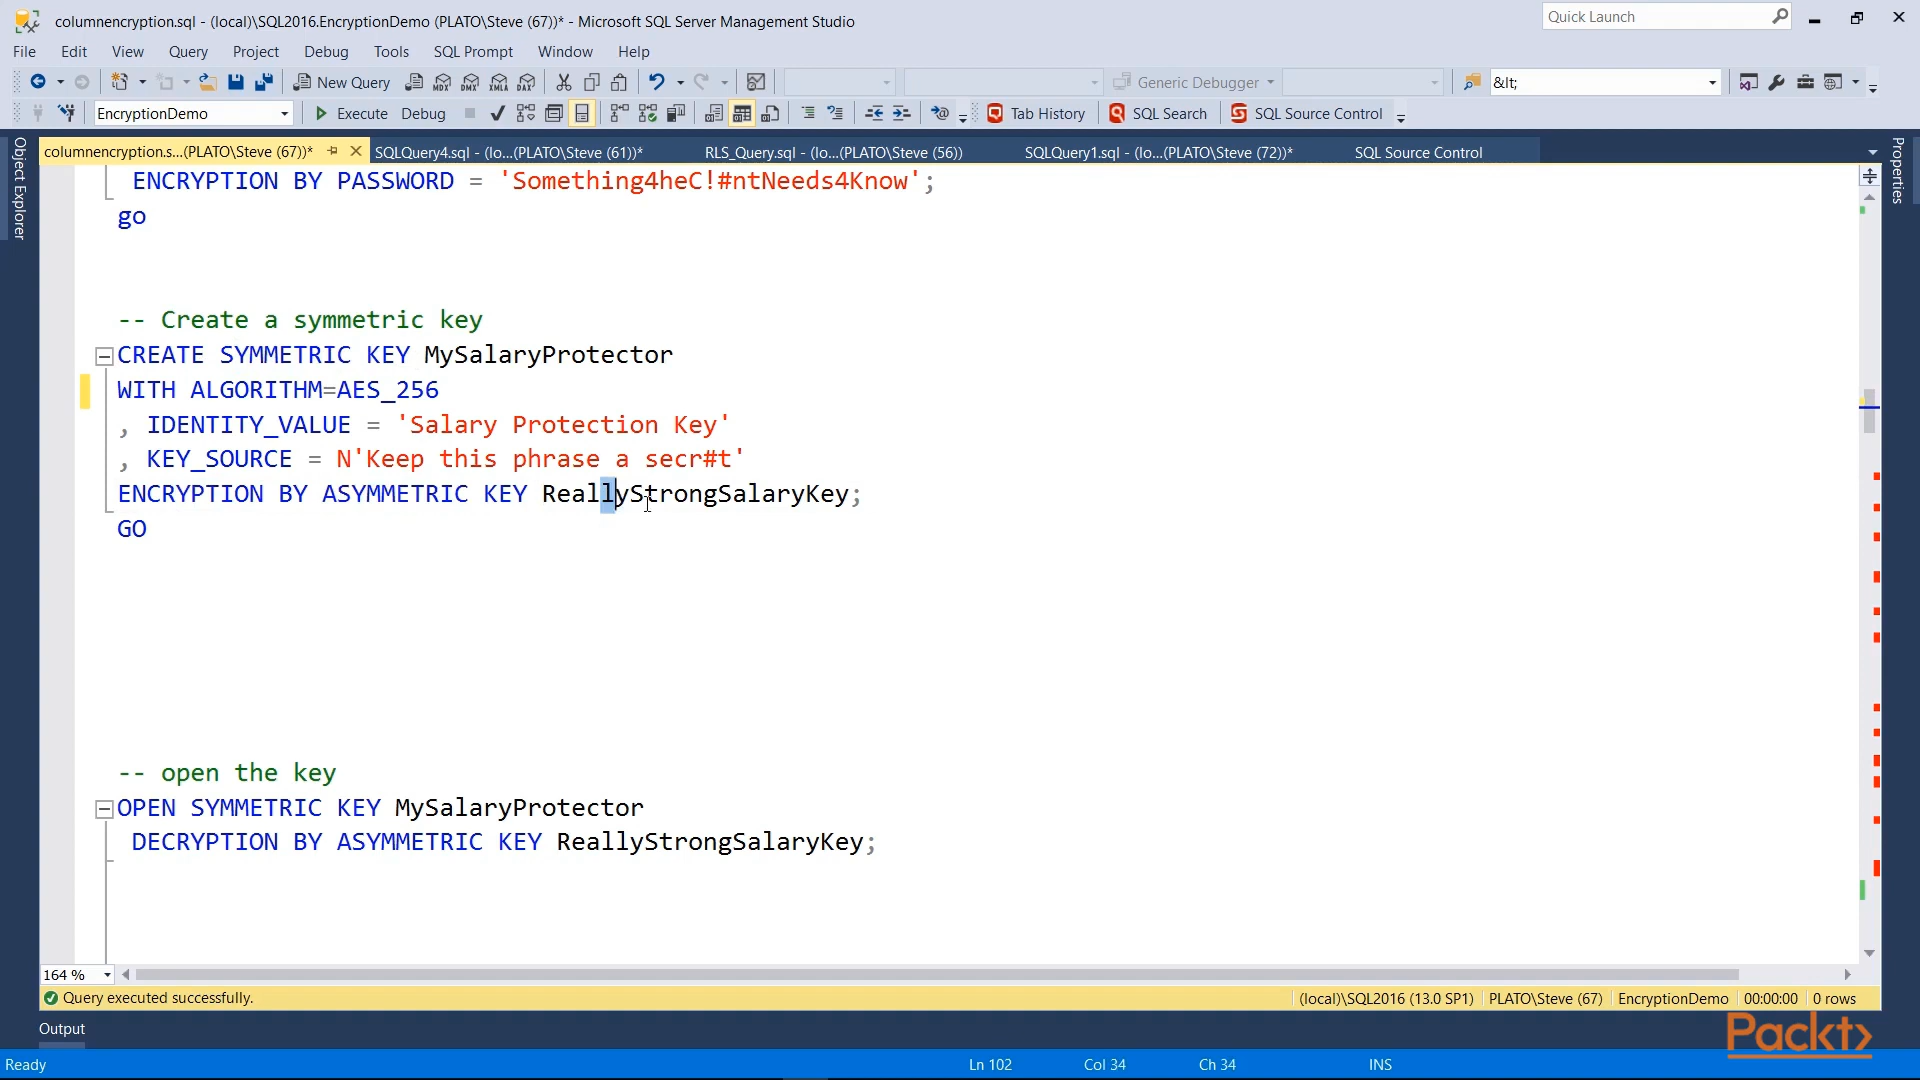 columnencryption.sql - (local)\SQL2016.EncryptionDemo (PLATO\Steve (67))* - Microsoft SQL Server Management Studio
Quick Launch
File Edit View Query Project Debug Tools SQL Prompt Window Help
New Query MDX DMX XMLA DAX Generic Debugger &lt;
EncryptionDemo Execute Debug Tab History SQL Search SQL Source Control
columnencryption.s...(PLATO\Steve (67))* SQLQuery4.sql - (lo...(PLATO\Steve (61))* RLS_Query.sql - (lo...(PLATO\Steve (56)) SQLQuery1.sql - (lo...(PLATO\Steve (72))* SQL Source Control
Object Explorer
Properties
ENCRYPTION BY PASSWORD = 'Something4heC!#ntNeeds4Know';
go
-- Create a symmetric key
CREATE SYMMETRIC KEY MySalaryProtector
WITH ALGORITHM=AES_256
, IDENTITY_VALUE = 'Salary Protection Key'
, KEY_SOURCE = N'Keep this phrase a secr#t'
ENCRYPTION BY ASYMMETRIC KEY ReallyStrongSalaryKey;
GO
-- open the key
OPEN SYMMETRIC KEY MySalaryProtector
DECRYPTION BY ASYMMETRIC KEY ReallyStrongSalaryKey;
164 %
Query executed successfully. (local)\SQL2016 (13.0 SP1) PLATO\Steve (67) EncryptionDemo 00:00:00 0 rows
Output
Packt>
Ready Ln 102 Col 34 Ch 34 INS